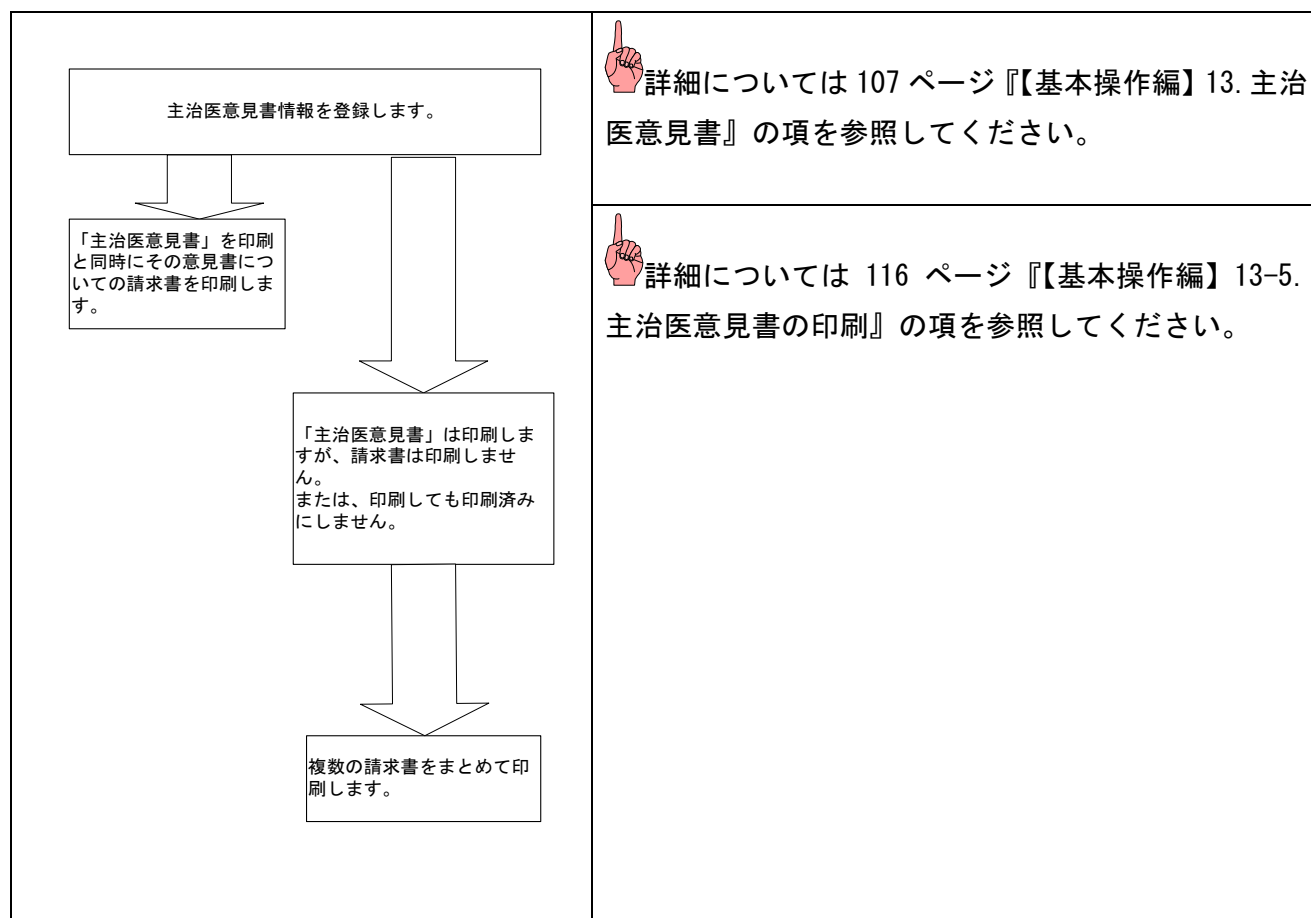 主治医意見書情報を登録します。
「主治医意見書」を印刷
と同時にその意見書につ
いての請求書を印刷しま
す。
「主治医意見書」は印刷しま
すが、請求書は印刷しませ
ん。
または、印刷しても印刷済み
にしません。
複数の請求書をまとめて印
刷します。
詳細については 107 ページ『【基本操作編】13.主治
医意見書』の項を参照してください。
詳細については 116 ページ『【基本操作編】13-5.
主治医意見書の印刷』の項を参照してください。